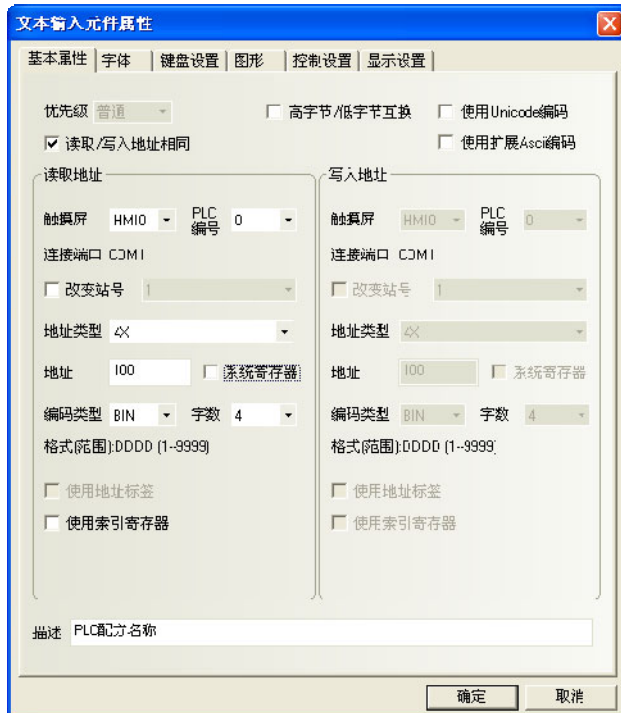 文本输入元件属性
基本属性 字体 键盘设置 图形 控制设置 显示设置
优先级 普通 高字节/低字节互换 使用Unicode编码
读取/写入地址相同 使用扩展Ascii编码
读取地址 写入地址
触摸屏 HMI0 PLC编号 0 触摸屏 HMI0 PLC编号 0
连接端口 COM1 连接端口 COM1
改变站号 1 改变站号 1
地址类型 4X 地址类型 4X
地址 100 系统寄存器 地址 100 系统寄存器
编码类型 BIN 字数 4 编码类型 BIN 字数 4
格式(范围):DDDD (1--9999) 格式(范围):DDDD (1--9999)
使用地址标签 使用地址标签
使用索引寄存器 使用索引寄存器
描述 PLC配方名称
确定 取消